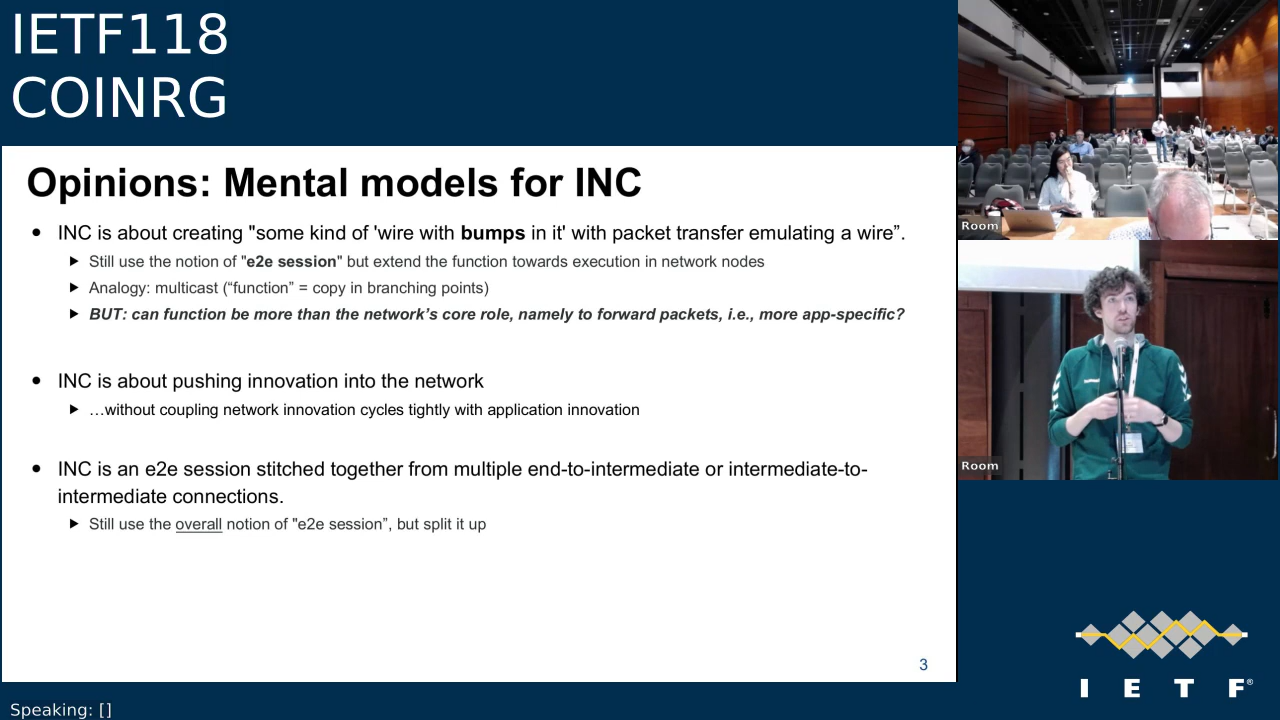 IETF118
COINRG
Opinions: Mental models for INC
• INC is about creating "some kind of 'wire with bumps in it' with packet transfer emulating a wire”.
▶ Still use the notion of "e2e session" but extend the function towards execution in network nodes
▶ Analogy: multicast (“function” = copy in branching points)
▶ BUT: can function be more than the network’s core role, namely to forward packets, i.e., more app-specific?
• INC is about pushing innovation into the network
▶ …without coupling network innovation cycles tightly with application innovation
• INC is an e2e session stitched together from multiple end-to-intermediate or intermediate-to-
intermediate connections.
▶ Still use the overall notion of "e2e session”, but split it up
3
Room
Room
I E T F®
Speaking: []